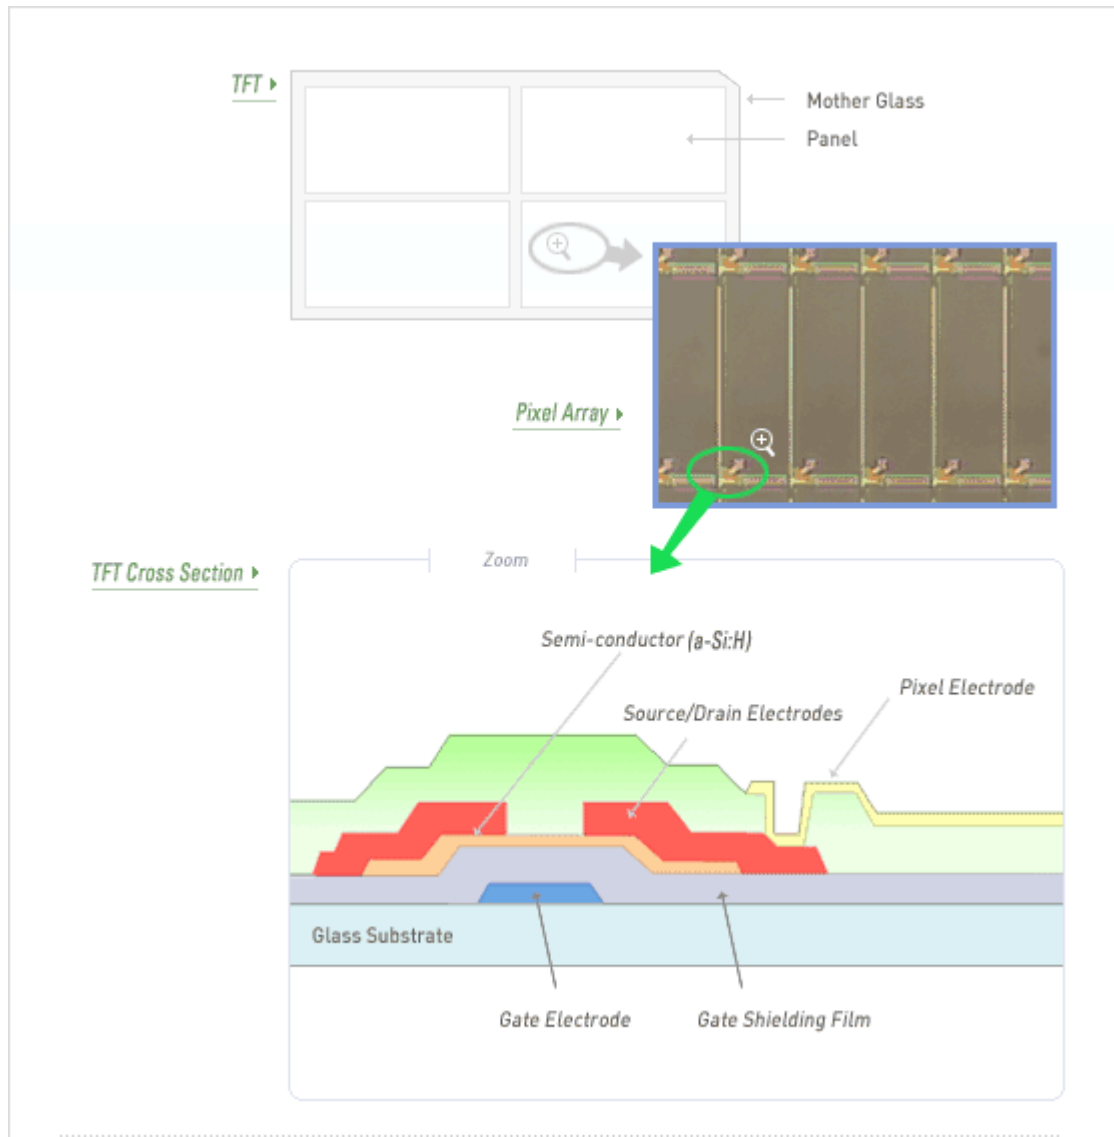 TFT
Mother Glass
Panel
Pixel Array
TFT Cross Section
Zoom
Semi-conductor (a-Si:H)
Pixel Electrode
Source/Drain Electrodes
Glass Substrate
Gate Electrode
Gate Shielding Film